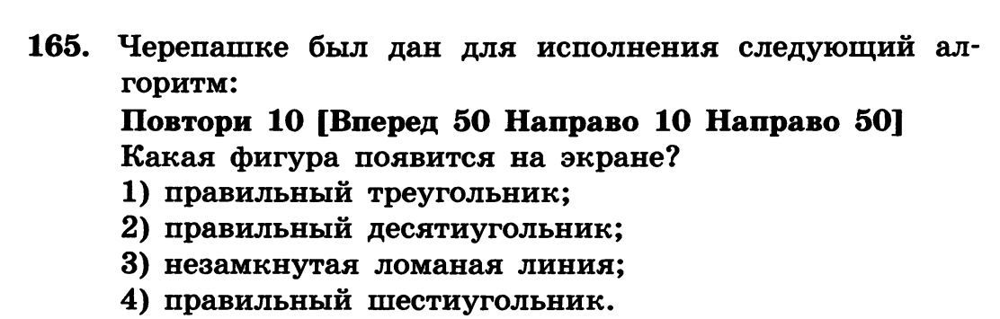 165. Черепашке был дан для исполнения следующий ал-
горитм:
Повтори 10 [Вперед 50 Направо 10 Направо 50]
Какая фигура появится на экране?
1) правильный треугольник;
2) правильный десятиугольник;
3) незамкнутая ломаная линия;
4) правильный шестиугольник.